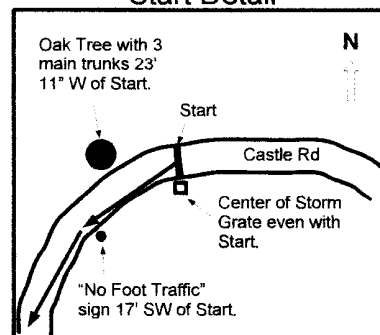 Start Detail
Oak Tree with 3
main trunks 23'
11" W of Start.
N
Start
Castle Rd
Center of Storm
Grate even with
Start.
"No Foot Traffic"
sign 17' SW of Start.